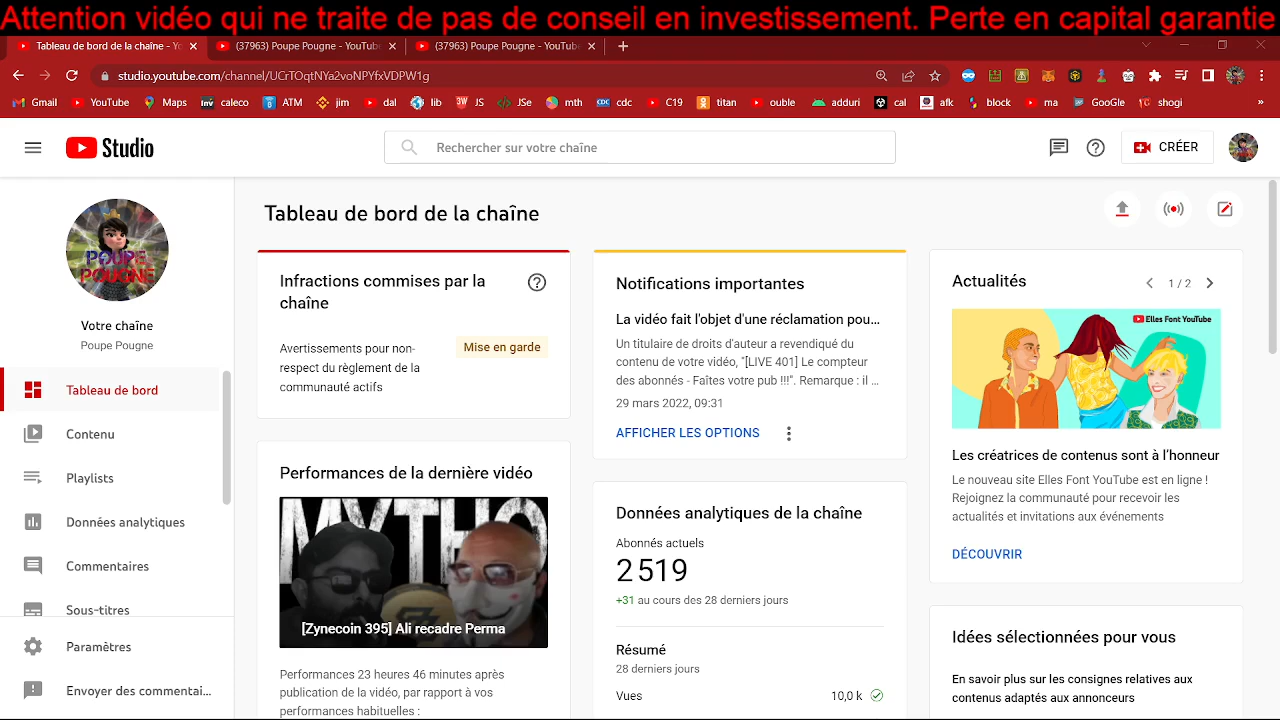 Attention vidéo qui ne traite de pas de conseil en investissement. Perte en capital garantie
Tableau de bord de la chaîne - Yo
(37963) Poupe Pougne - YouTube
(37963) Poupe Pougne - YouTube
studio.youtube.com/channel/UCrTOqtNYa2voNPYfxVDPW1g
Gmail YouTube Maps caleco ATM jim dal lib JS JSe mth cdc C19 titan ouble adduri cal afk block ma GooGle shogi »
Studio
Rechercher sur votre chaîne
CRÉER
POUPE
POUGNE
Votre chaîne
Poupe Pougne
Tableau de bord
Contenu
Playlists
Données analytiques
Commentaires
Sous-titres
Paramètres
Envoyer des commentai...
Tableau de bord de la chaîne
Infractions commises par la
chaîne
Avertissements pour non-
respect du règlement de la
communauté actifs
Mise en garde
Performances de la dernière vidéo
MYTHO
[Zynecoin 395] Ali recadre Perma
Performances 23 heures 46 minutes après
publication de la vidéo, par rapport à vos
performances habituelles :
Notifications importantes
La vidéo fait l'objet d'une réclamation pou...
Un titulaire de droits d'auteur a revendiqué du
contenu de votre vidéo, "[LIVE 401] Le compteur
des abonnés - Faîtes votre pub !!!". Remarque : il ...
29 mars 2022, 09:31
AFFICHER LES OPTIONS
Données analytiques de la chaîne
Abonnés actuels
2 519
+31 au cours des 28 derniers jours
Résumé
28 derniers jours
Vues 10,0 k
Actualités
1 / 2
Elles Font YouTube
Les créatrices de contenus sont à l'honneur
Le nouveau site Elles Font YouTube est en ligne !
Rejoignez la communauté pour recevoir les
actualités et invitations aux événements
DÉCOUVRIR
Idées sélectionnées pour vous
En savoir plus sur les consignes relatives aux
contenus adaptés aux annonceurs